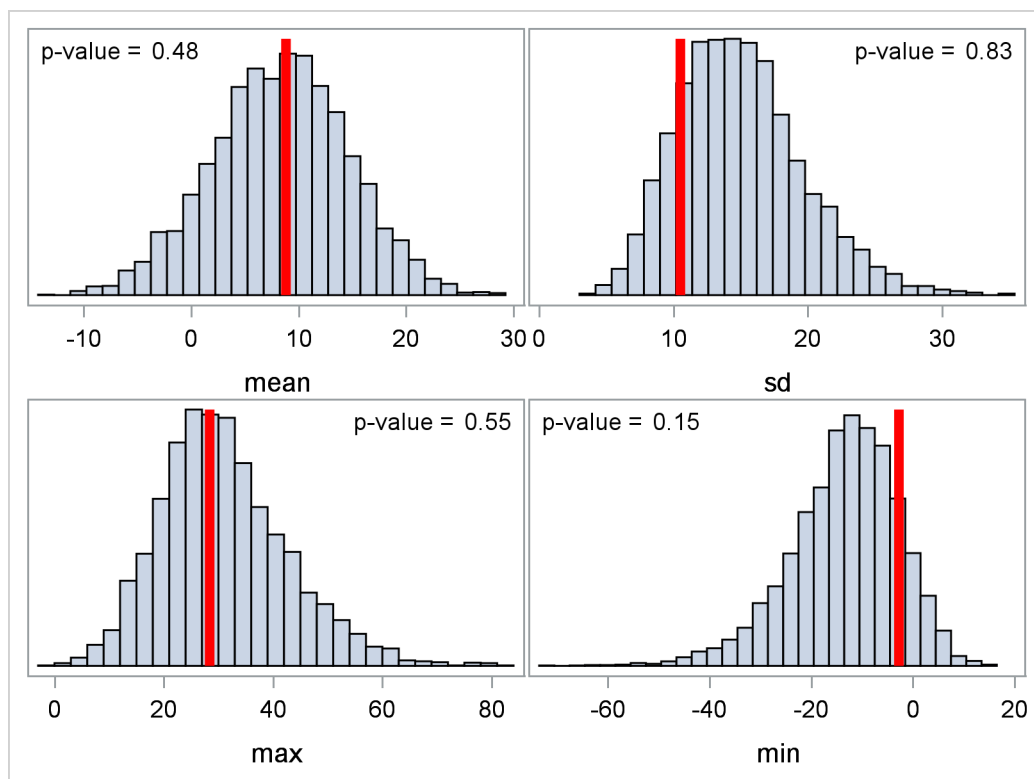 p-value = 0.48
p-value = 0.83
-10 0 10 20 30
0 10 20 30
mean
sd
p-value = 0.55
p-value = 0.15
0 20 40 60 80
-60 -40 -20 0 20
max
min